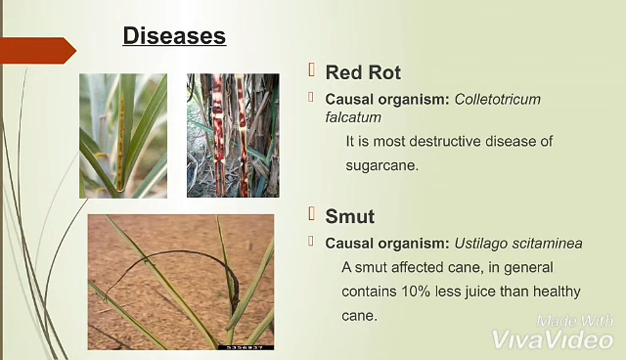 Diseases
Red Rot
Causal organism: Colletotricum
falcatum
It is most destructive disease of
sugarcane.
Smut
Causal organism: Ustilago scitaminea
A smut affected cane, in general
contains 10% less juice than healthy
cane.
5356937
Made With
VivaVideo